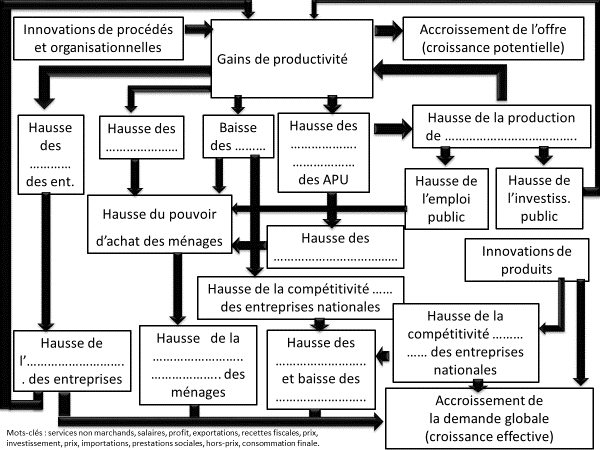 Innovations de procédés
et organisationnelles
Gains de productivité
Accroissement de l'offre
(croissance potentielle)
Hausse
des
…………
des ent.
Hausse des
…………………
Baisse
des ………
Hausse des
………………
………………
des APU
Hausse de la production
de ………………………………
Hausse de
l'emploi
public
Hausse de
l'investiss.
public
Hausse du pouvoir
d'achat des ménages
Hausse des
………………………………
Innovations de
produits
Hausse de la compétitivité ……
des entreprises nationales
Hausse de la
compétitivité ………
…… des entreprises
nationales
Hausse de
l'………………………
. des entreprises
Hausse de la
……………………
………………… des
ménages
Hausse des
……………………
et baisse des
……………………
Accroissement de
la demande globale
(croissance effective)
Mots-clés : services non marchands, salaires, profit, exportations, recettes fiscales, prix,
investissement, prix, importations, prestations sociales, hors-prix, consommation finale.